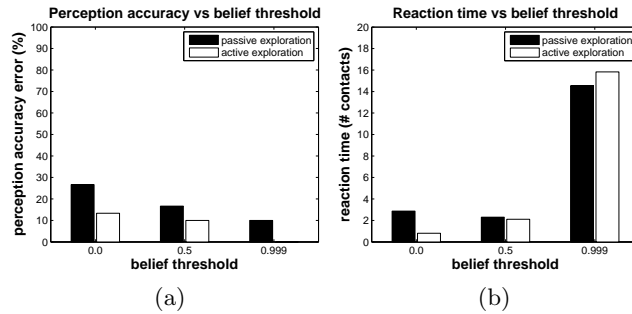 Perception accuracy vs belief threshold
passive exploration
active exploration
perception accuracy error (%)
100
90
80
70
60
50
40
30
20
10
0
0.0
0.5
0.999
belief threshold
(a)
Reaction time vs belief threshold
passive exploration
active exploration
reaction time (# contacts)
20
18
16
14
12
10
8
6
4
2
0
0.0
0.5
0.999
belief threshold
(b)